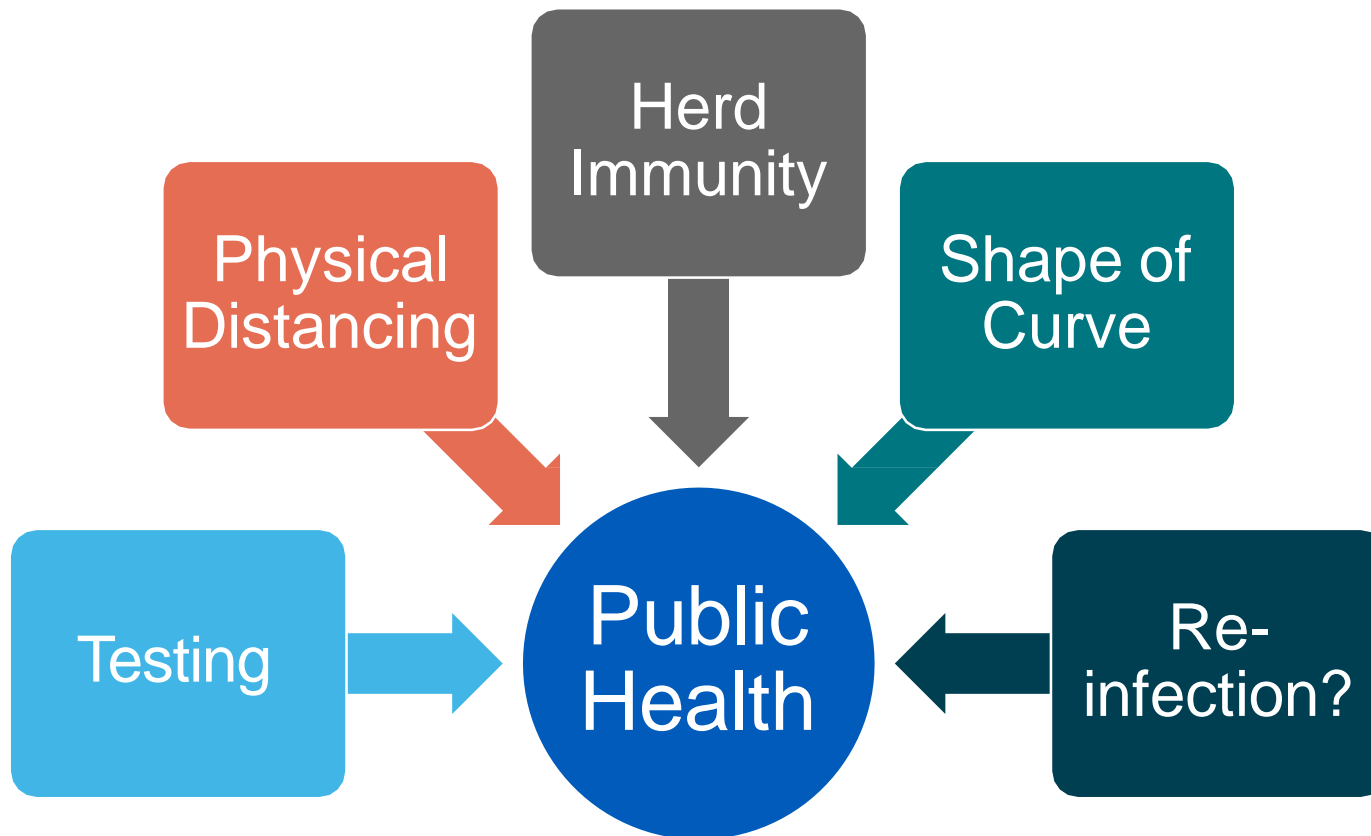 Herd
Immunity
Physical
Distancing
Shape of
Curve
Testing
Public
Health
Re-
infection?